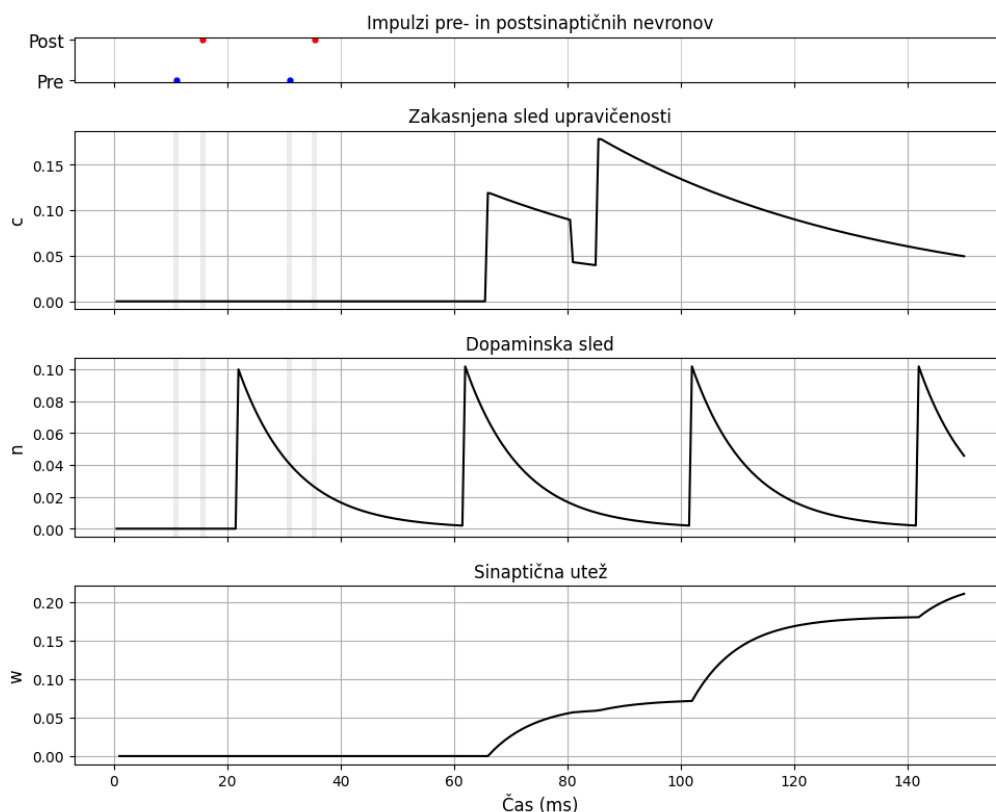 Impulzi pre- in postsinaptičnih nevronov
Post
Pre
Zakasnjena sled upravičenosti
0.15
0.10
0.05
0.00
c
Dopaminska sled
0.10
0.08
0.06
0.04
0.02
0.00
n
Sinaptična utež
0.20
0.15
0.10
0.05
0.00
w
0 20 40 60 80 100 120 140
Čas (ms)